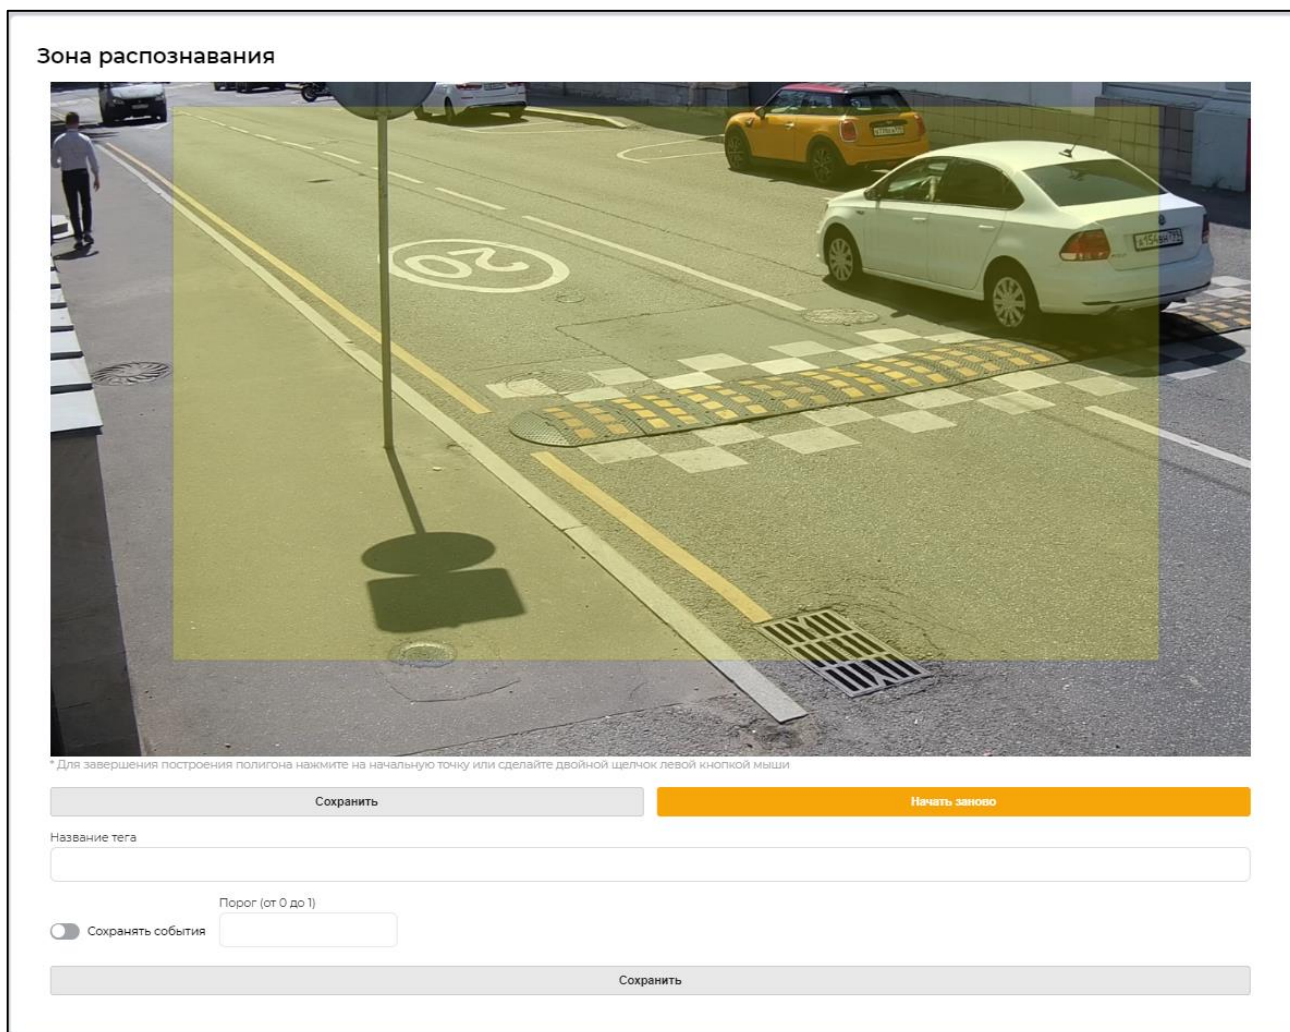 Зона распознавания
20
* Для завершения построения полигона нажмите на начальную точку или сделайте двойной щелчок левой кнопкой мыши
Сохранить Начать заново
Название тега
Порог (от 0 до 1)
Сохранять события
Сохранить